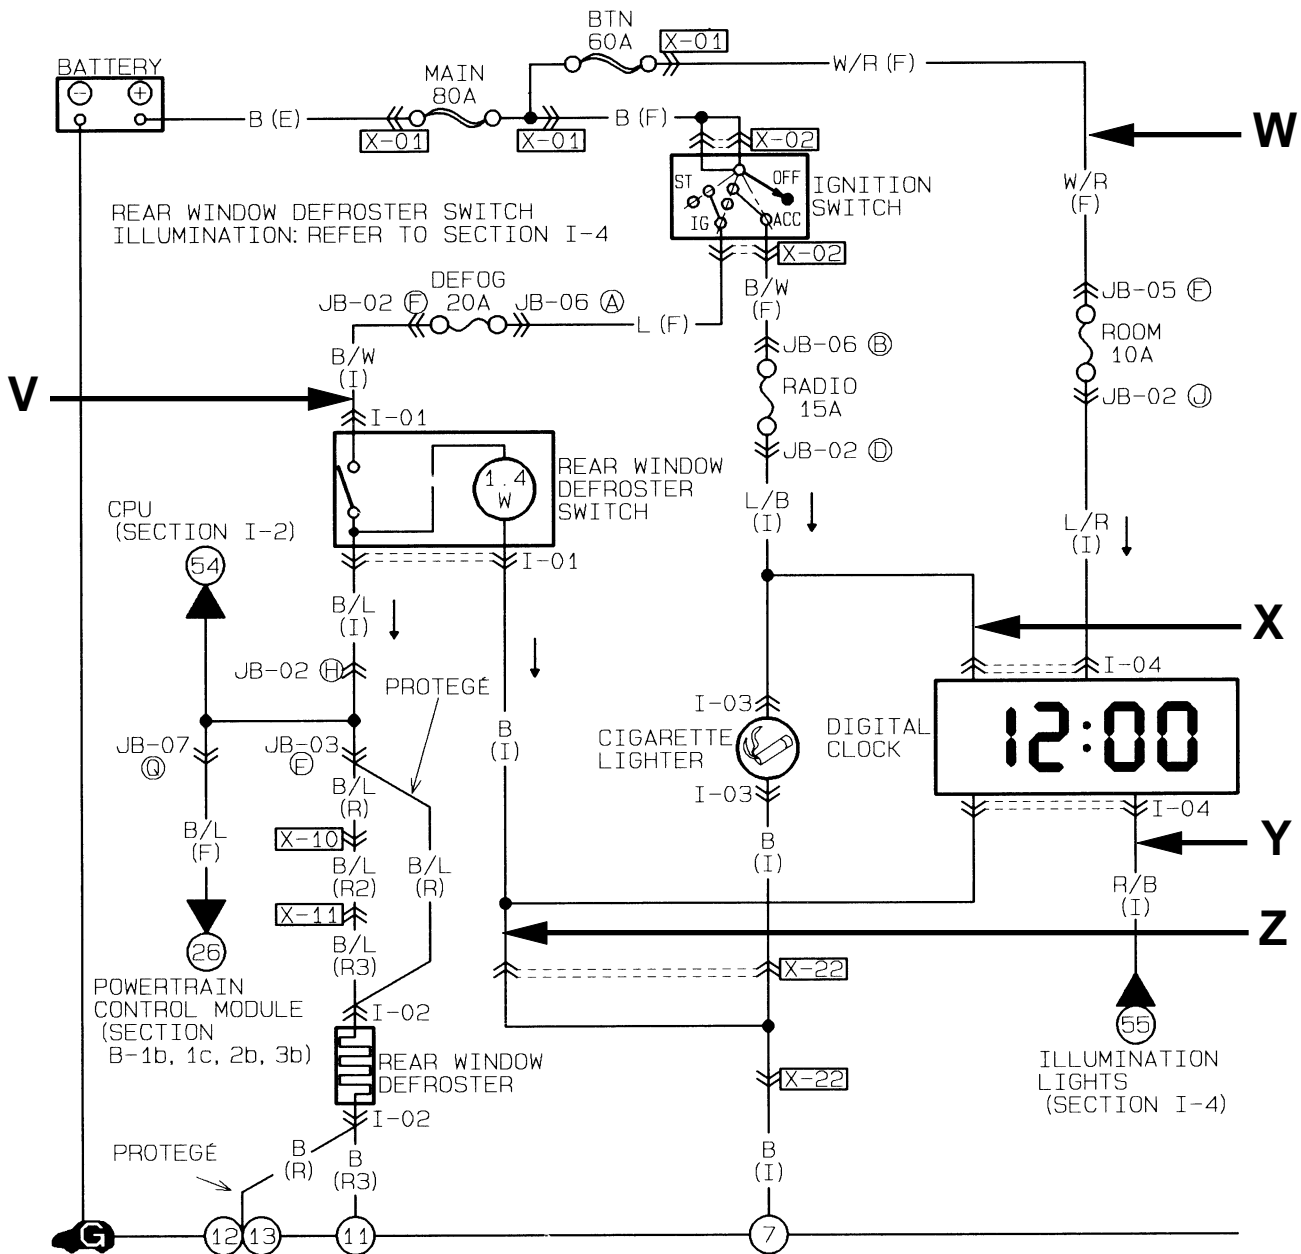 BTN
60A
X-01
W/R (F)
BATTERY
- +
MAIN
80A
B (E)
X-01
X-01
B (F)
X-02
W
ST
OFF
IG
ACC
IGNITION
SWITCH
W/R
(F)
REAR WINDOW DEFROSTER SWITCH
ILLUMINATION: REFER TO SECTION I-4
X-02
DEFOG
20A
JB-02 F
JB-06 A
L (F)
B/W
(F)
JB-05 F
ROOM
10A
JB-06 B
B/W
(I)
RADIO
15A
JB-02 J
V
I-01
JB-02 D
1.4
W
REAR WINDOW
DEFROSTER
SWITCH
CPU
(SECTION I-2)
54
L/B
(I)
L/R
(I)
I-01
B/L
(I)
X
JB-02 H
PROTEGÉ
I-04
I-03
B
(I)
CIGARETTE
LIGHTER
DIGITAL
CLOCK
12:00
JB-07
Q
JB-03
F
I-03
I-04
B/L
(R)
B/L
(F)
X-10
B
(I)
Y
B/L
(R2)
B/L
(R)
R/B
(I)
X-11
B/L
(R3)
Z
26
X-22
POWERTRAIN
CONTROL MODULE
(SECTION
B-1b, 1c, 2b, 3b)
I-02
55
REAR WINDOW
DEFROSTER
ILLUMINATION
LIGHTS
(SECTION I-4)
X-22
I-02
PROTEGÉ
B
(R)
B
(R3)
B
(I)
G
12
13
11
7